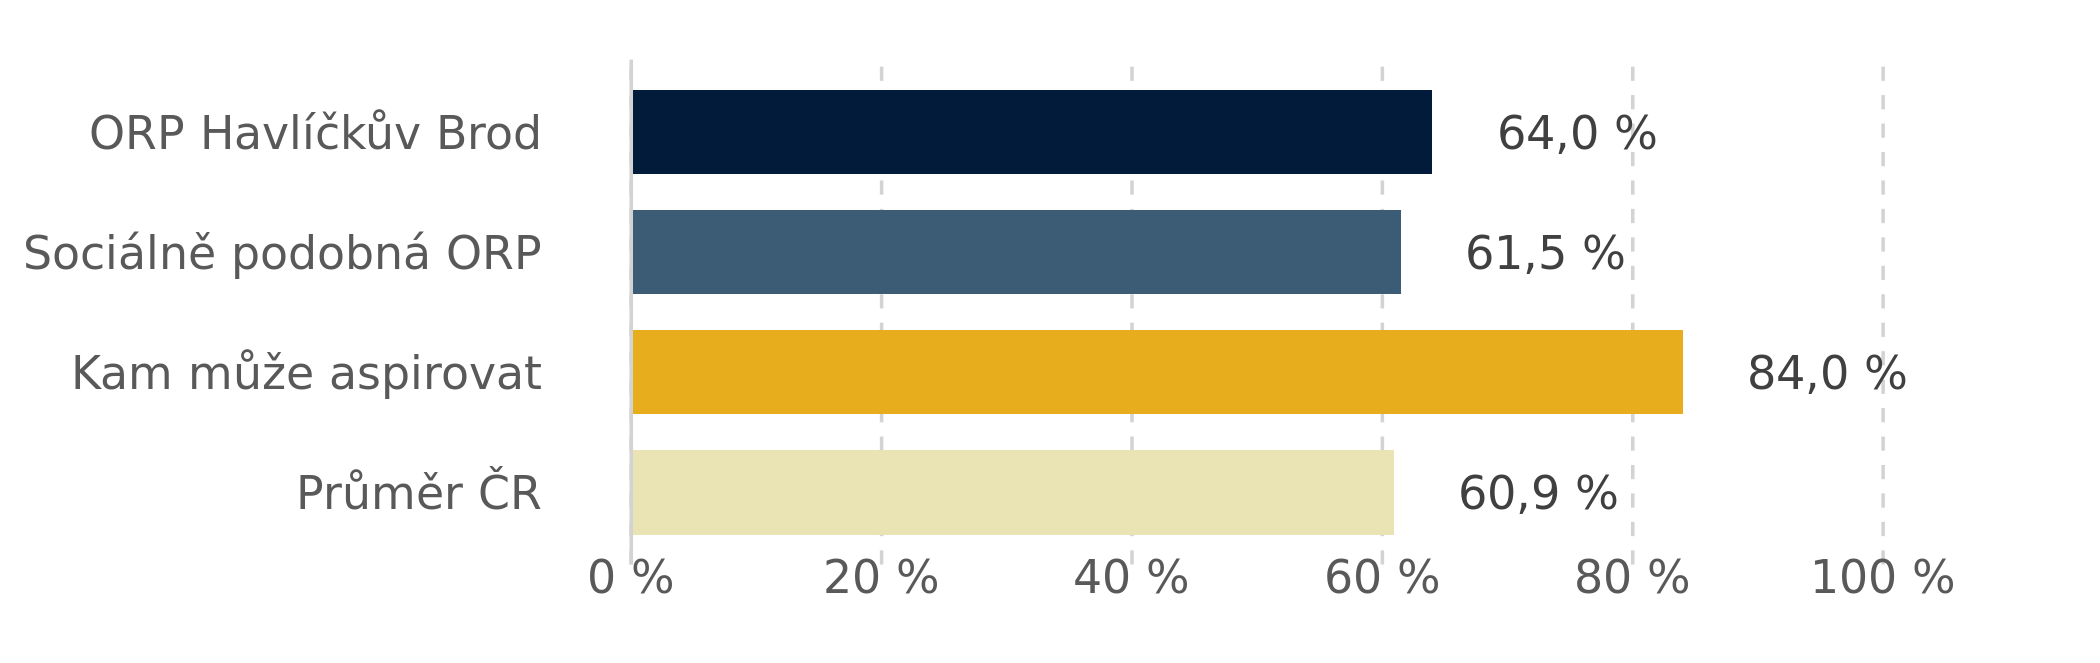 ORP Havlíčkův Brod 64,0 %
Sociálně podobná ORP 61,5 %
Kam může aspirovat 84,0 %
Průměr ČR 60,9 %
0 % 20 % 40 % 60 % 80 % 100 %